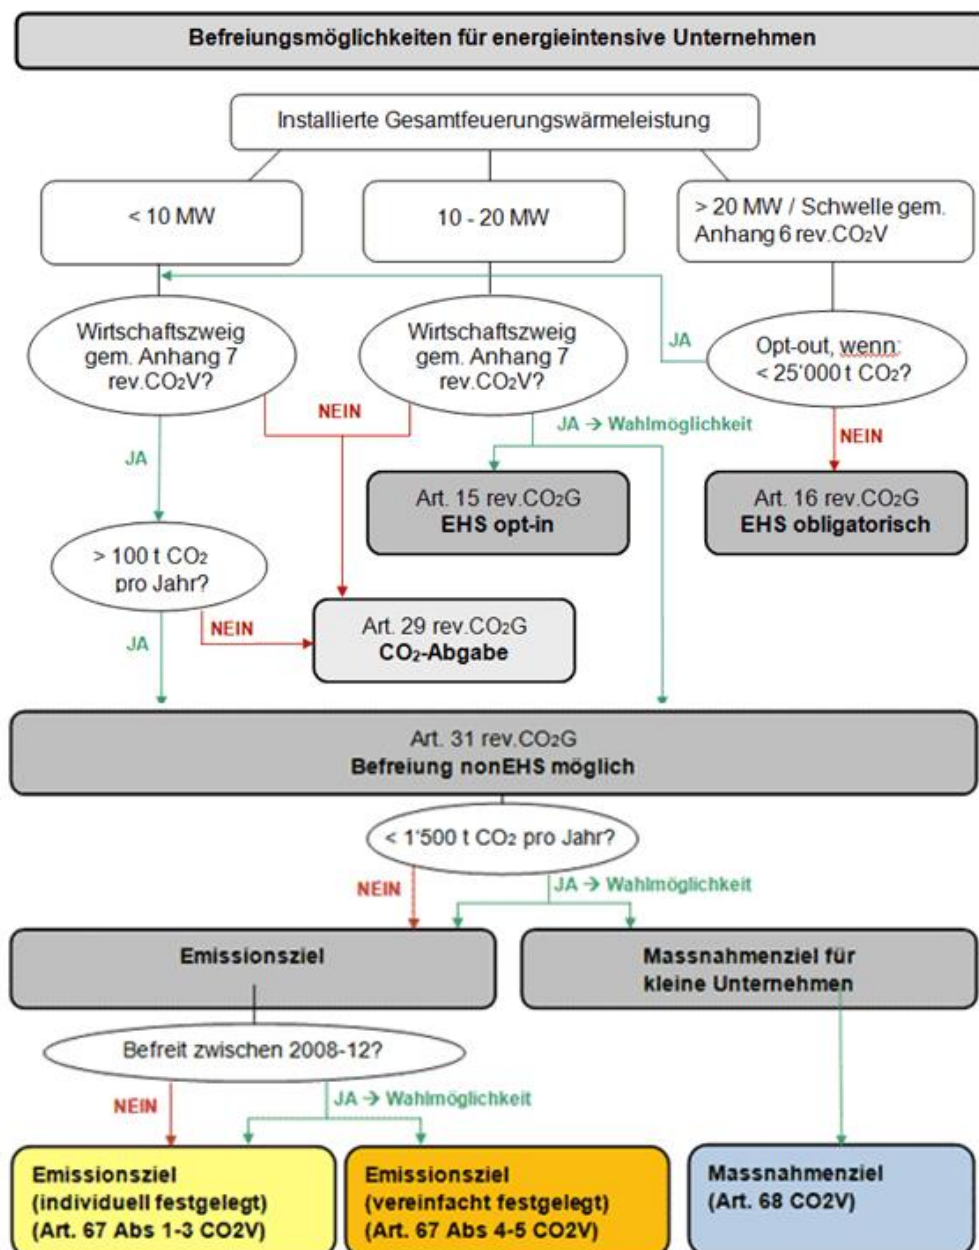 Befreiungsmöglichkeiten für energieintensive Unternehmen
Installierte Gesamtfeuerungswärmeleistung
< 10 MW
10 - 20 MW
> 20 MW / Schwelle gem.
Anhang 6 rev.CO₂V
Wirtschaftszweig
gem. Anhang 7
rev.CO₂V?
Wirtschaftszweig
gem. Anhang 7
rev.CO₂V?
JA
Opt-out, wenn:
< 25'000 t CO₂?
NEIN
JA → Wahlmöglichkeit
NEIN
JA
Art. 15 rev.CO₂G
EHS opt-in
Art. 16 rev.CO₂G
EHS obligatorisch
> 100 t CO₂
pro Jahr?
NEIN
JA
Art. 29 rev.CO₂G
CO₂-Abgabe
Art. 31 rev.CO₂G
Befreiung nonEHS möglich
< 1'500 t CO₂ pro Jahr?
NEIN
JA → Wahlmöglichkeit
Emissionsziel
Massnahmenziel für
kleine Unternehmen
Befreit zwischen 2008-12?
NEIN
JA → Wahlmöglichkeit
Emissionsziel
(individuell festgelegt)
(Art. 67 Abs 1-3 CO2V)
Emissionsziel
(vereinfacht festgelegt)
(Art. 67 Abs 4-5 CO2V)
Massnahmenziel
(Art. 68 CO2V)